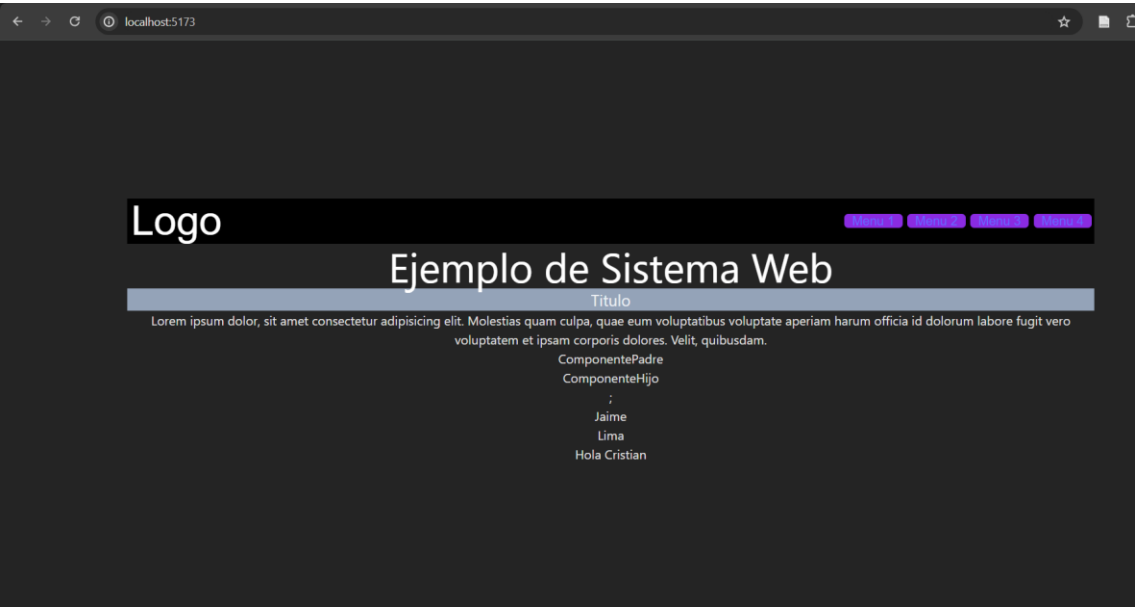 localhost:5173
Logo
Menu 1 Menu 2 Menu 3 Menu 4
Ejemplo de Sistema Web
Titulo
Lorem ipsum dolor, sit amet consectetur adipisicing elit. Molestias quam culpa, quae eum voluptatibus voluptate aperiam harum officia id dolorum labore fugit vero
voluptatem et ipsam corporis dolores. Velit, quibusdam.
ComponentePadre
ComponenteHijo
;
Jaime
Lima
Hola Cristian